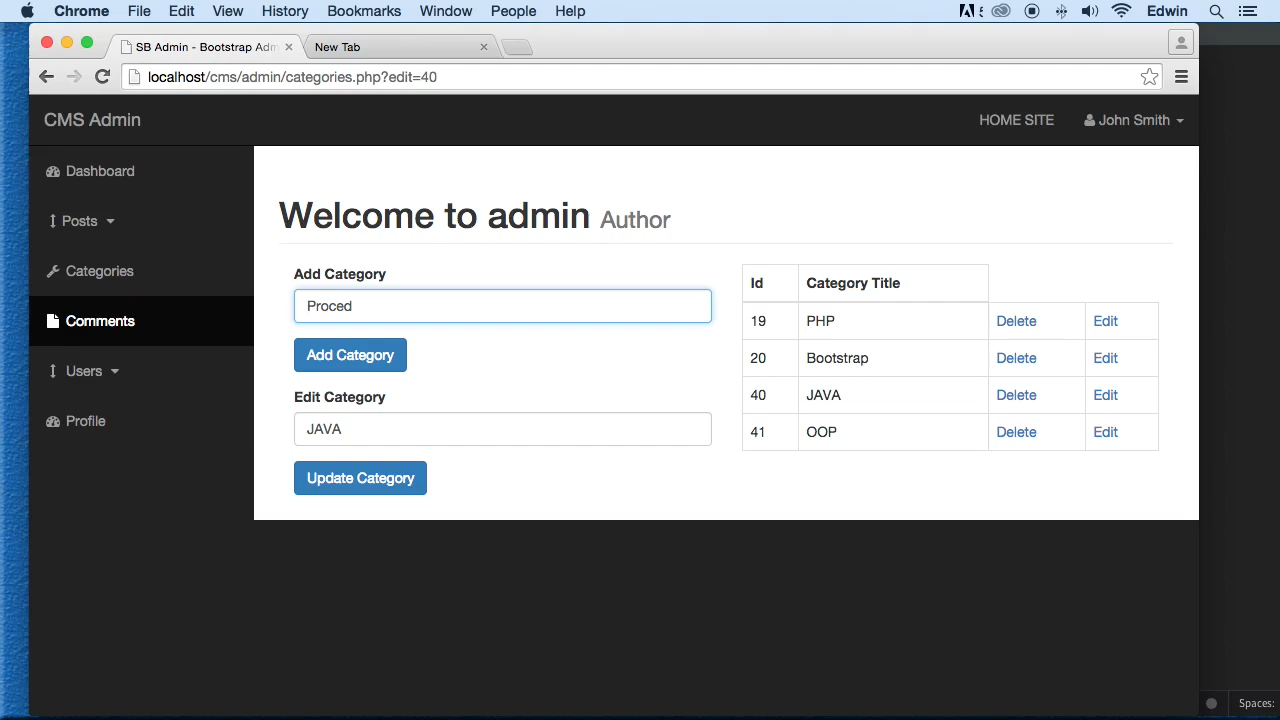 Chrome File Edit View History Bookmarks Window People Help Edwin
SB Admin - Bootstrap Adm
New Tab
localhost/cms/admin/categories.php?edit=40
CMS Admin
HOME SITE
John Smith
Dashboard
Posts
Categories
Comments
Users
Profile
Welcome to admin Author
Add Category
Proced
Add Category
Edit Category
JAVA
Update Category
Id Category Title
19 PHP Delete Edit
20 Bootstrap Delete Edit
40 JAVA Delete Edit
41 OOP Delete Edit
Spaces: